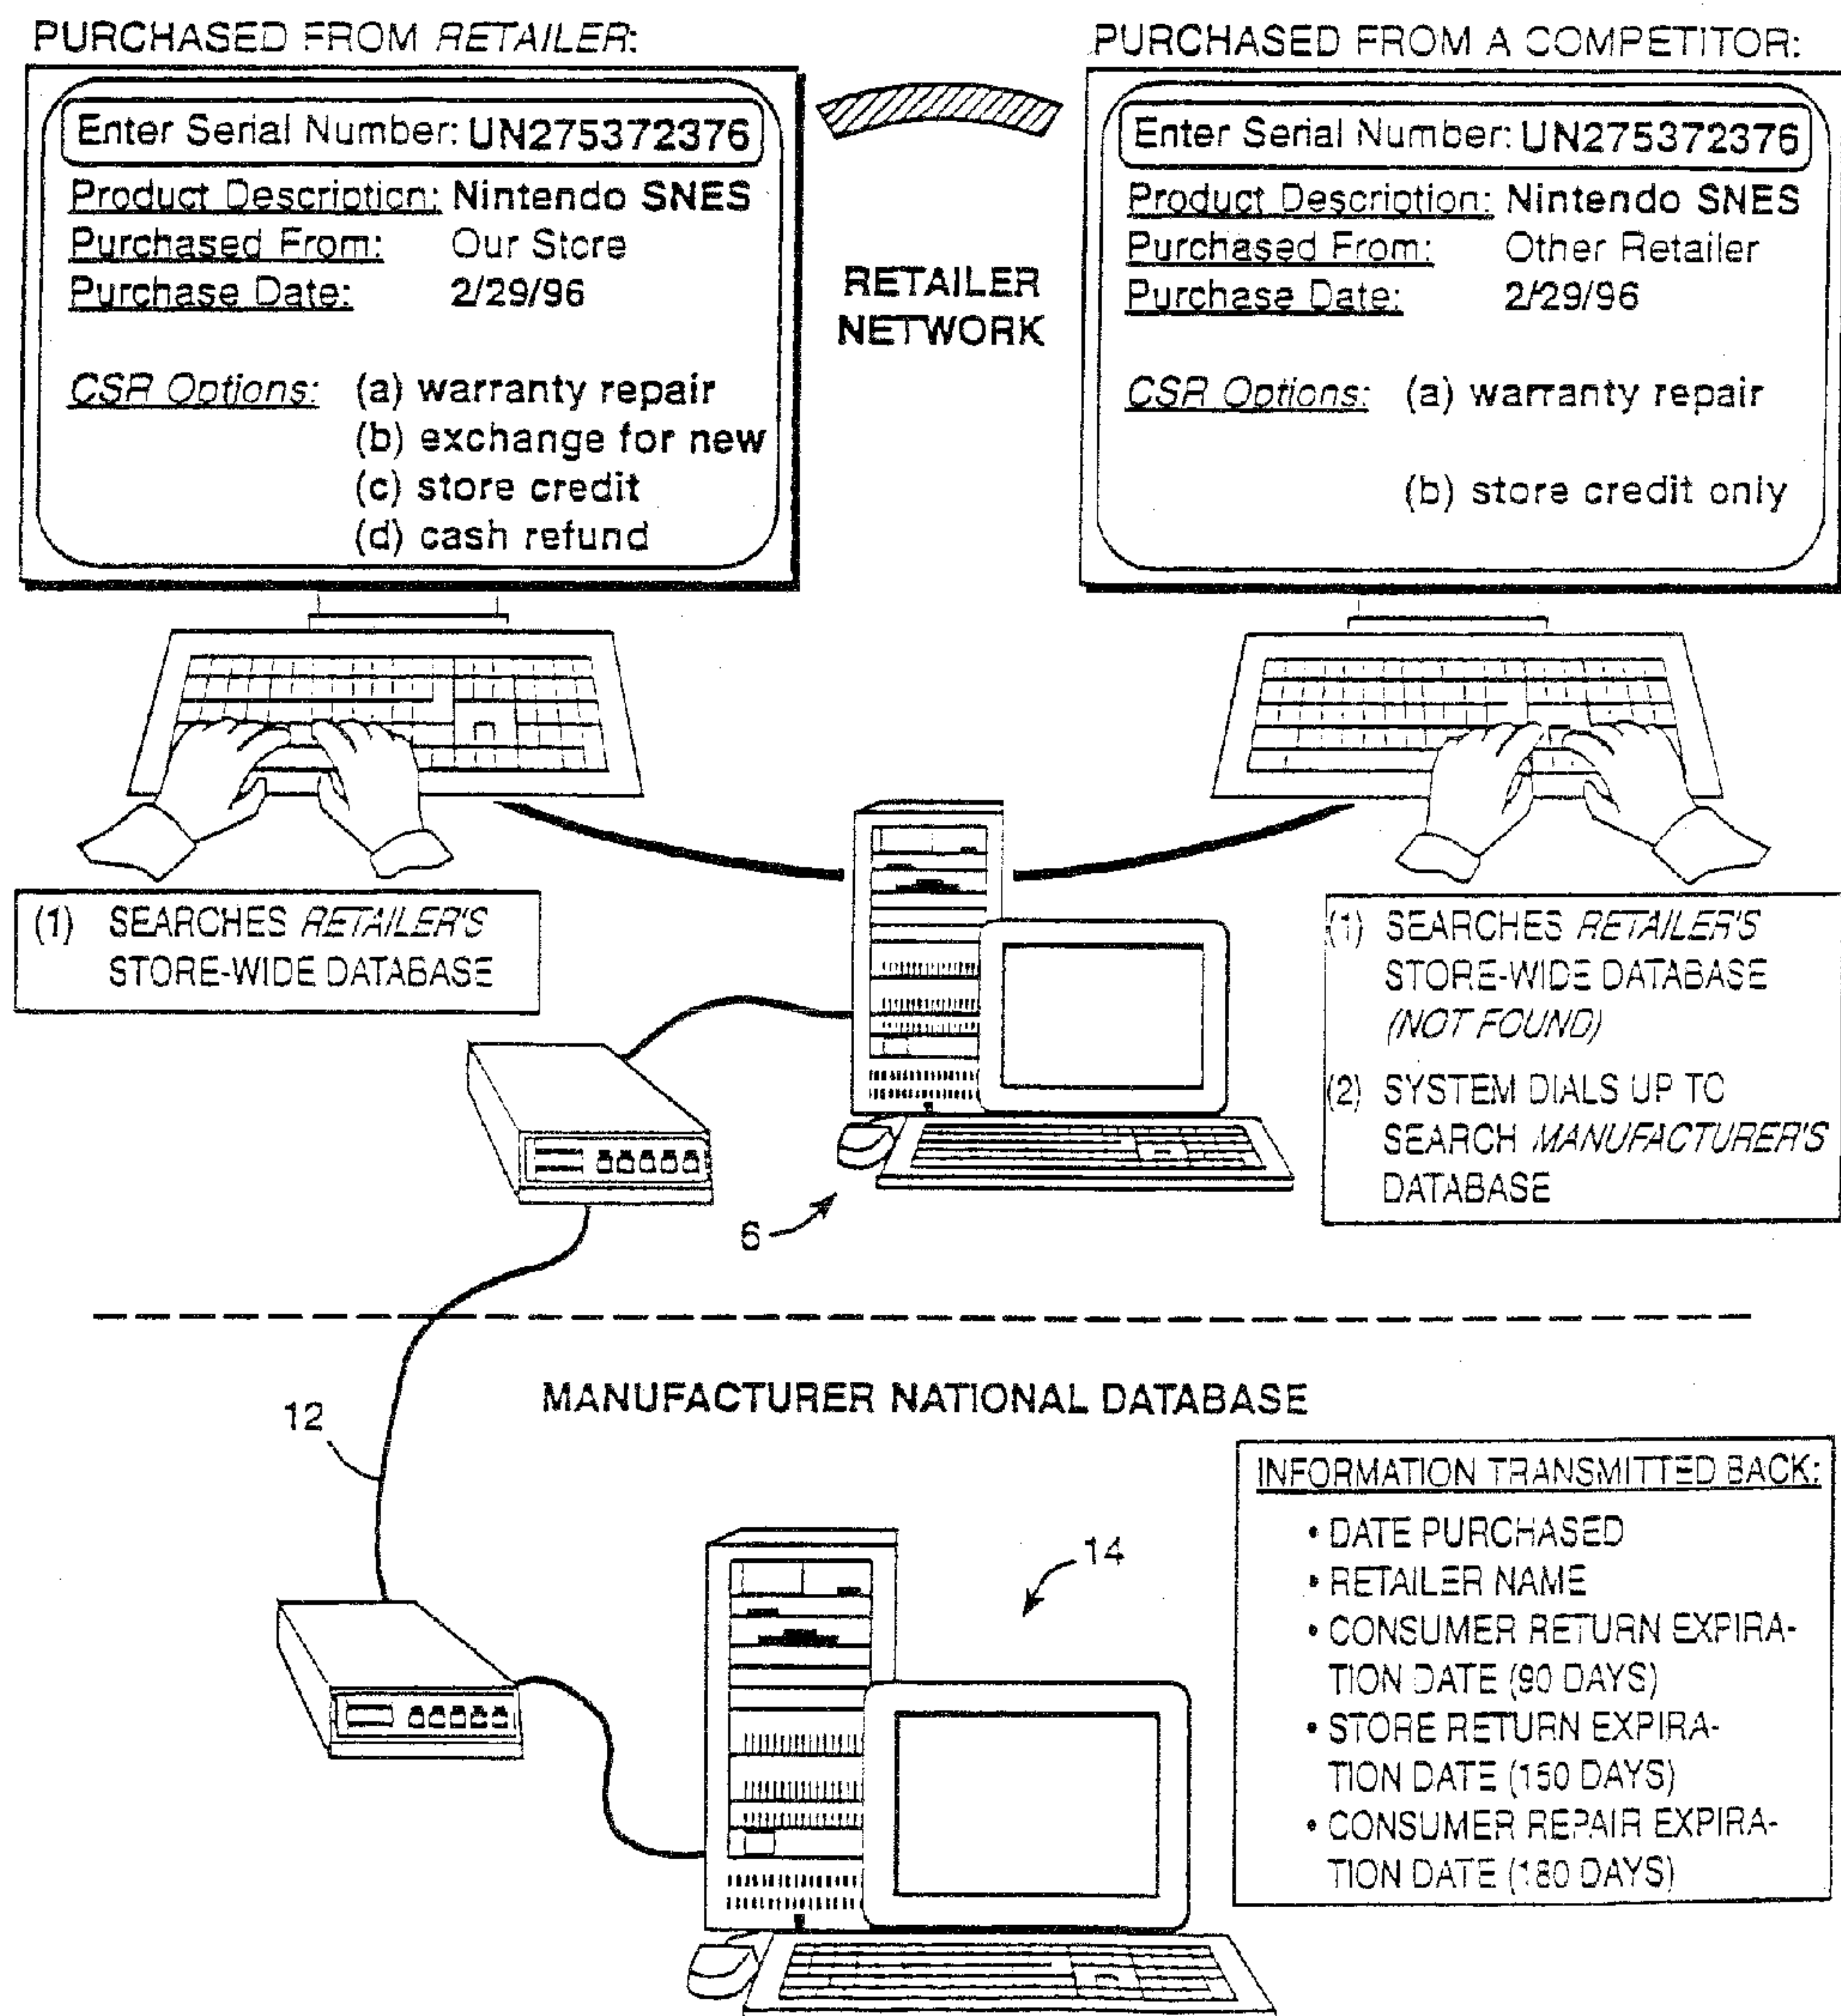 PURCHASED FROM RETAILER:
Enter Serial Number: UN275372376
Product Description: Nintendo SNES
Purchased From: Our Store
Purchase Date: 2/29/96
CSR Options: (a) warranty repair
(b) exchange for new
(c) store credit
(d) cash refund
RETAILER
NETWORK
PURCHASED FROM A COMPETITOR:
Enter Serial Number: UN275372376
Product Description: Nintendo SNES
Purchased From: Other Retailer
Purchase Date: 2/29/96
CSR Options: (a) warranty repair
(b) store credit only
(1) SEARCHES RETAILER'S
STORE-WIDE DATABASE
(1) SEARCHES RETAILER'S
STORE-WIDE DATABASE
(NOT FOUND)
(2) SYSTEM DIALS UP TO
SEARCH MANUFACTURER'S
DATABASE
6
12
MANUFACTURER NATIONAL DATABASE
14
INFORMATION TRANSMITTED BACK:
• DATE PURCHASED
• RETAILER NAME
• CONSUMER RETURN EXPIRA-
TION DATE (90 DAYS)
• STORE RETURN EXPIRA-
TION DATE (150 DAYS)
• CONSUMER REPAIR EXPIRA-
TION DATE (180 DAYS)